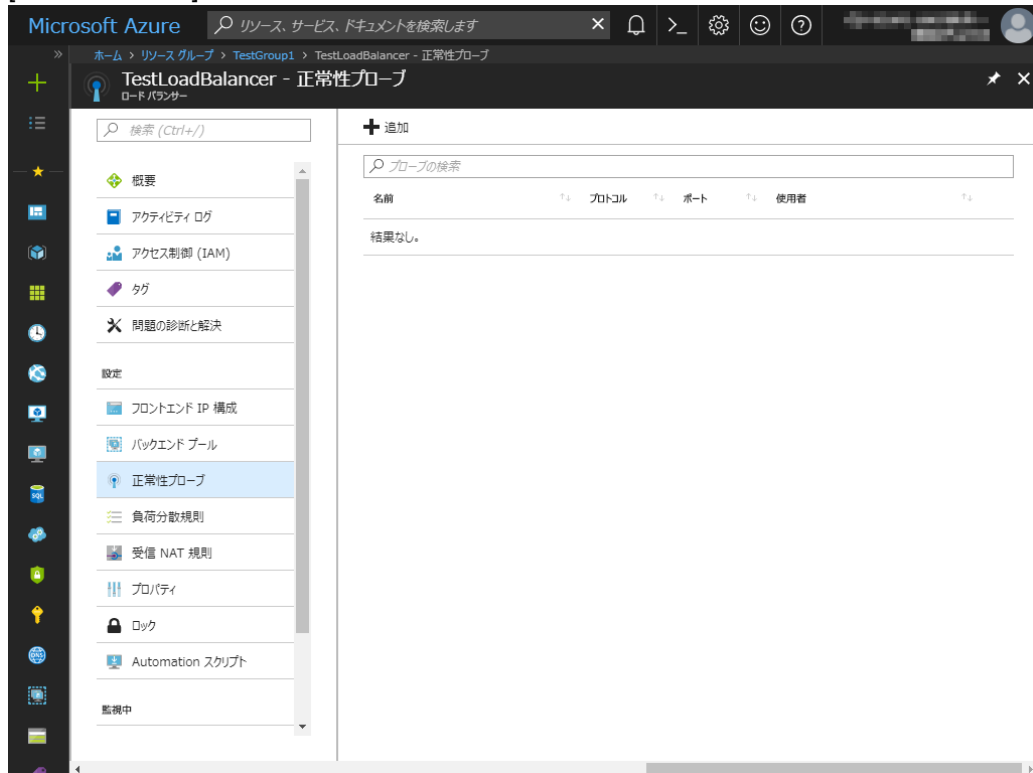 Microsoft Azure
リソース、サービス、ドキュメントを検索します
ホーム > リソース グループ > TestGroup1 > TestLoadBalancer - 正常性プローブ
TestLoadBalancer - 正常性プローブ
ロード バランサー
検索 (Ctrl+/)
概要
アクティビティ ログ
アクセス制御 (IAM)
タグ
問題の診断と解決
設定
フロントエンド IP 構成
バックエンド プール
正常性プローブ
負荷分散規則
受信 NAT 規則
プロパティ
ロック
Automation スクリプト
監視中
追加
プローブの検索
名前 プロトコル ポート 使用者
結果なし。
SQL
DNS